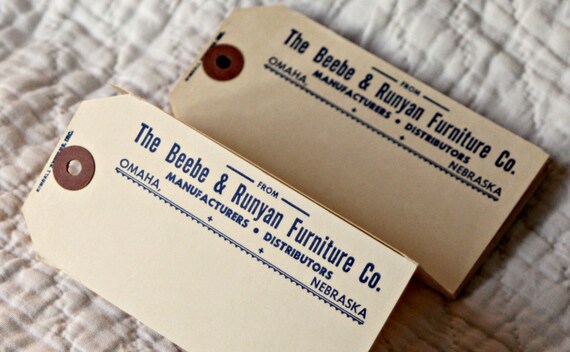 FROM
The Beebe & Runyan Furniture Co.
MANUFACTURERS • DISTRIBUTORS
OMAHA, NEBRASKA
FROM
The Beebe & Runyan Furniture Co.
MANUFACTURERS • DISTRIBUTORS
OMAHA, NEBRASKA